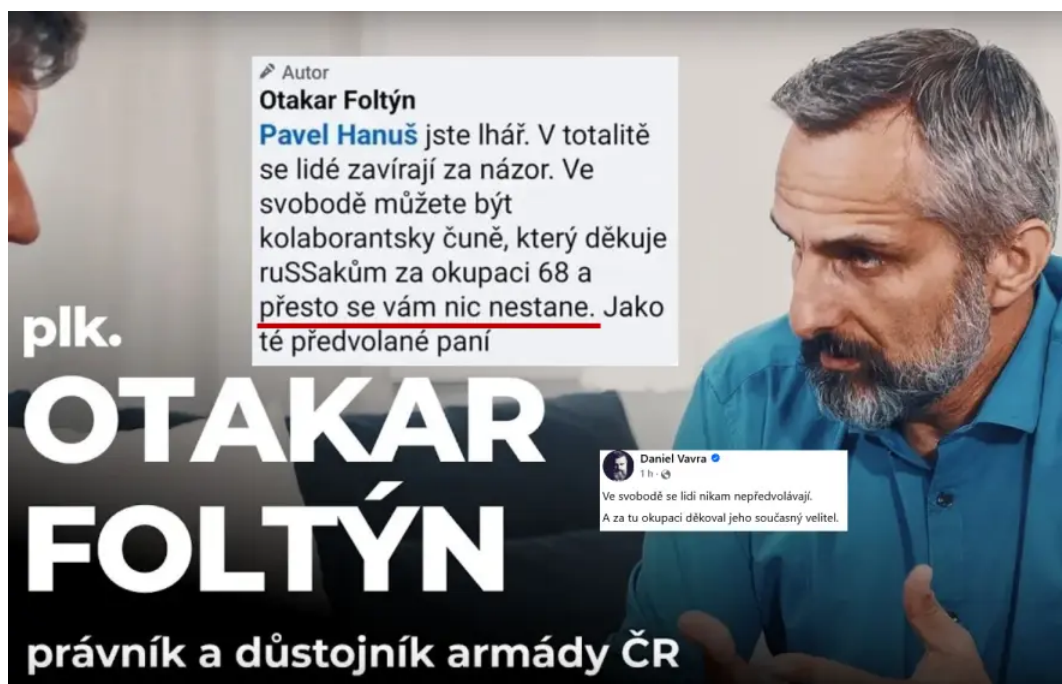 Autor
Otakar Foltýn
Pavel Hanuš jste lhář. V totalitě
se lidé zavírají za názor. Ve
svobodě můžete být
kolaborantsky čuně, který děkuje
ruSSakům za okupaci 68 a
přesto se vám nic nestane. Jako
té předvolané paní
plk.
OTAKAR
FOLTÝN
právník a důstojník armády ČR
Daniel Vavra
1 h
Ve svobodě se lidi nikam nepředvolávají.
A za tu okupaci děkoval jeho současný velitel.